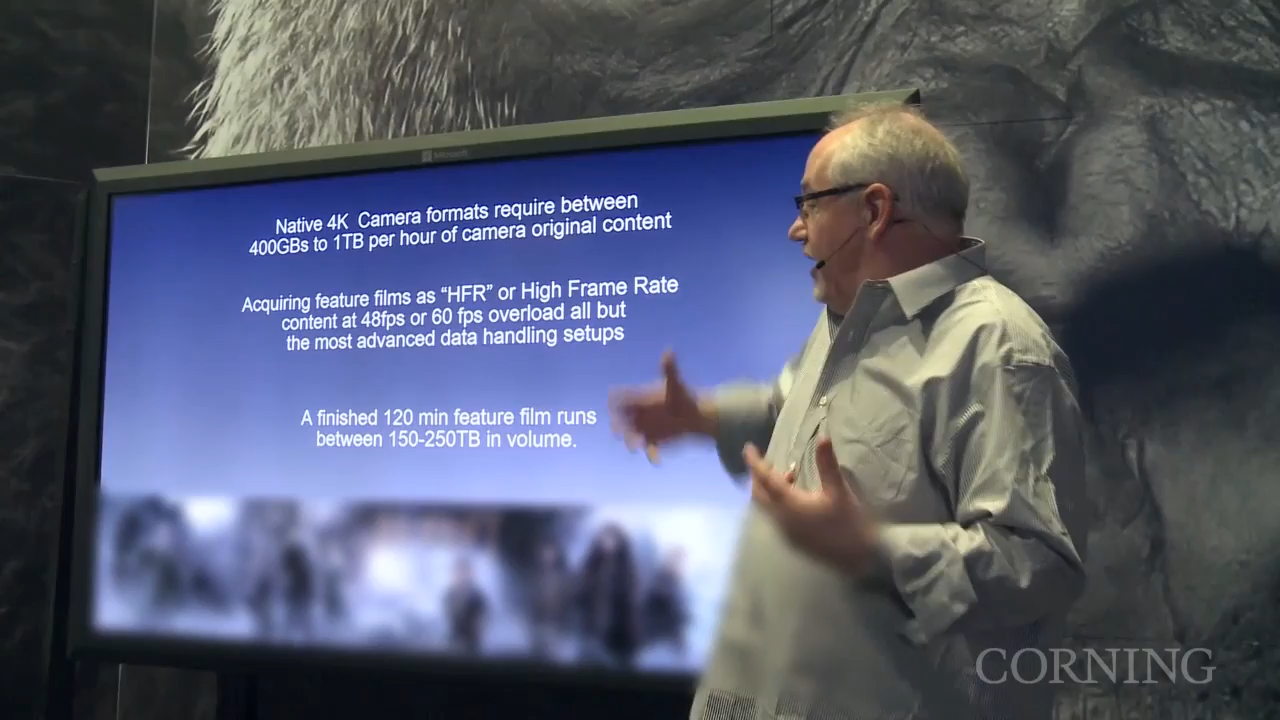 Microsoft
Native 4K Camera formats require between
400GBs to 1TB per hour of camera original content
Acquiring feature films as “HFR” or High Frame Rate
content at 48fps or 60 fps overload all but
the most advanced data handling setups
A finished 120 min feature film runs
between 150-250TB in volume.
CORNING